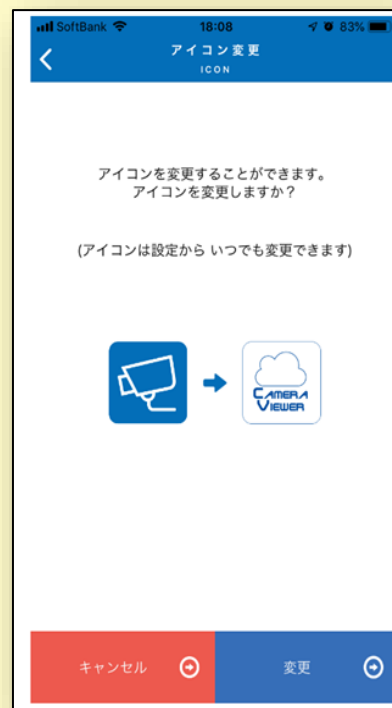 SoftBank 18:08 83%
アイコン変更
ICON
アイコンを変更することができます。
アイコンを変更しますか？
(アイコンは設定から いつでも変更できます)
CAMERA
VIEWER
キャンセル 変更